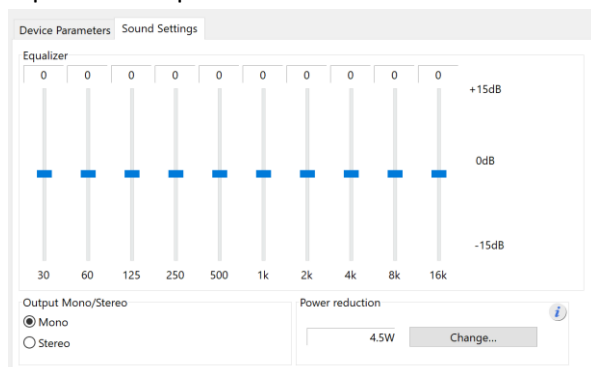 Device Parameters Sound Settings
Equalizer
0 0 0 0 0 0 0 0 0 0
+15dB
0dB
-15dB
30 60 125 250 500 1k 2k 4k 8k 16k
Output Mono/Stereo Power reduction
Mono
4.5W Change...
Stereo